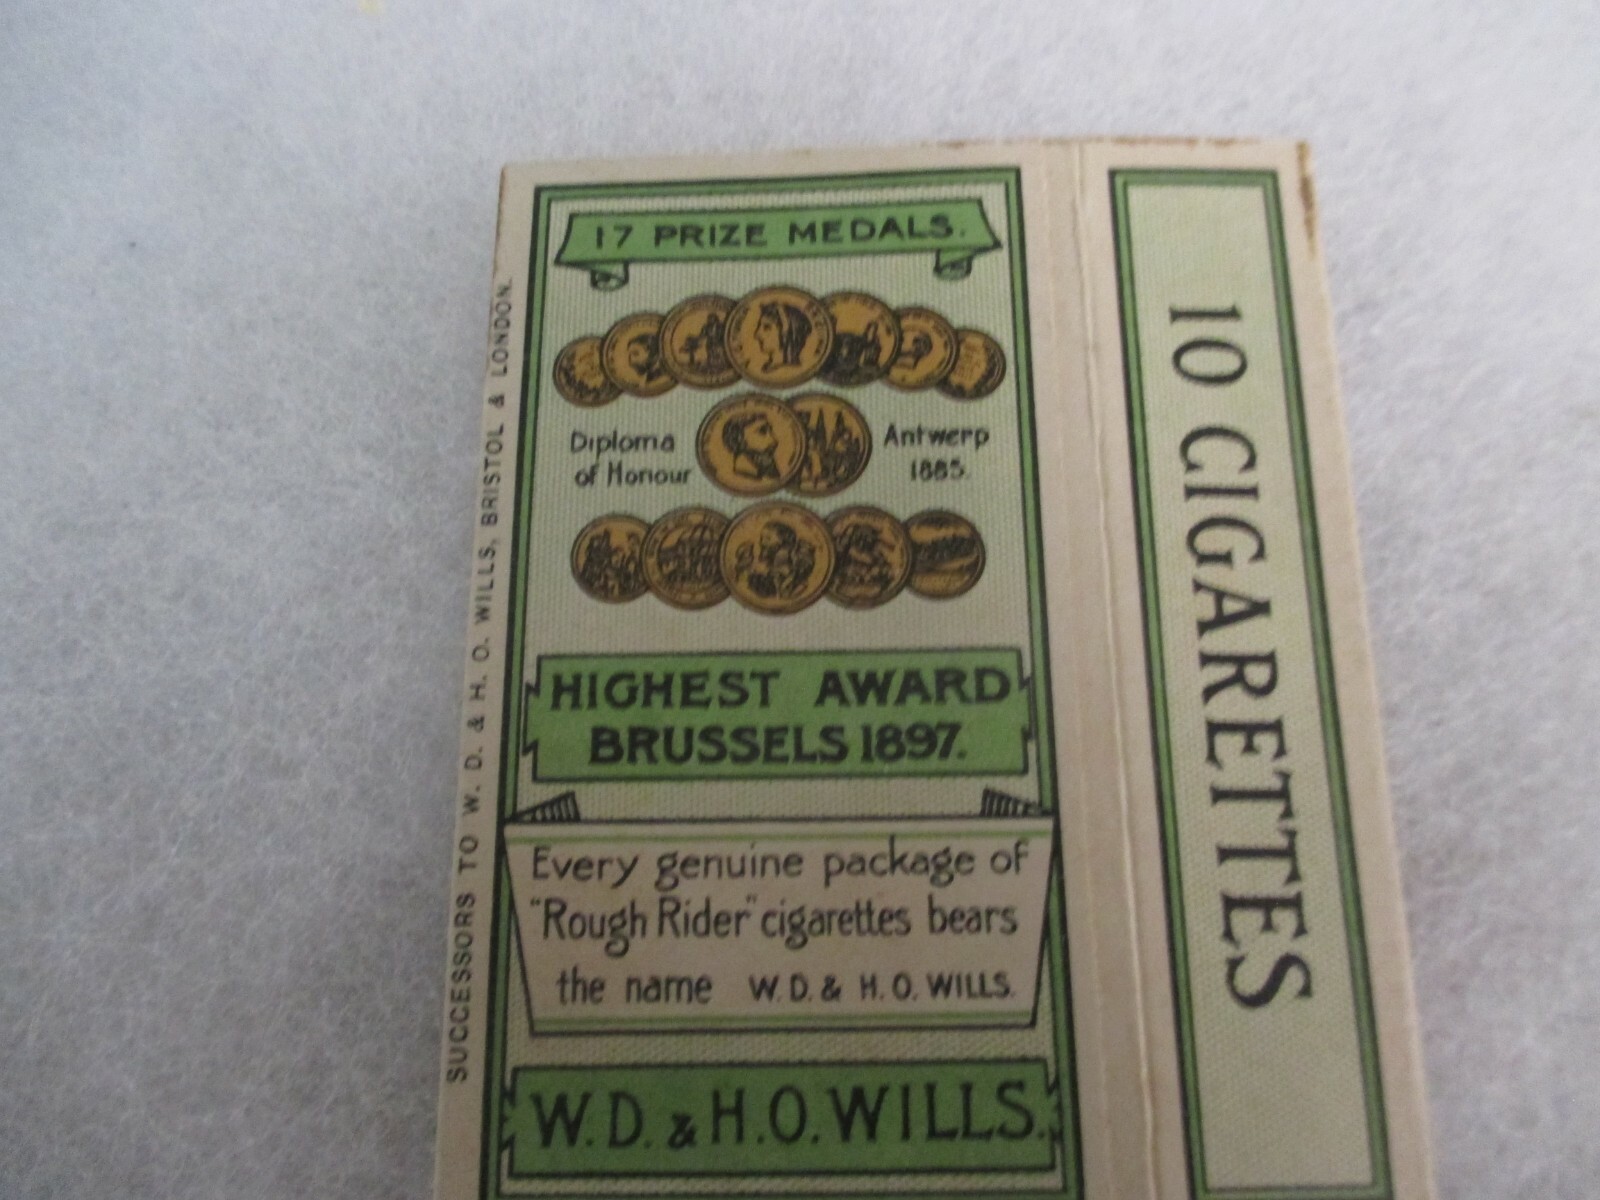 17 PRIZE MEDALS.
Diploma
of Honour
Antwerp
1885.
HIGHEST AWARD
BRUSSELS 1897.
Every genuine package of
"Rough Rider" cigarettes bears
the name W. D. & H. O. WILLS.
W. D. & H. O. WILLS.
SUCCESSORS TO W. D. & H. O. WILLS, BRISTOL & LONDON.
10 CIGARETTES